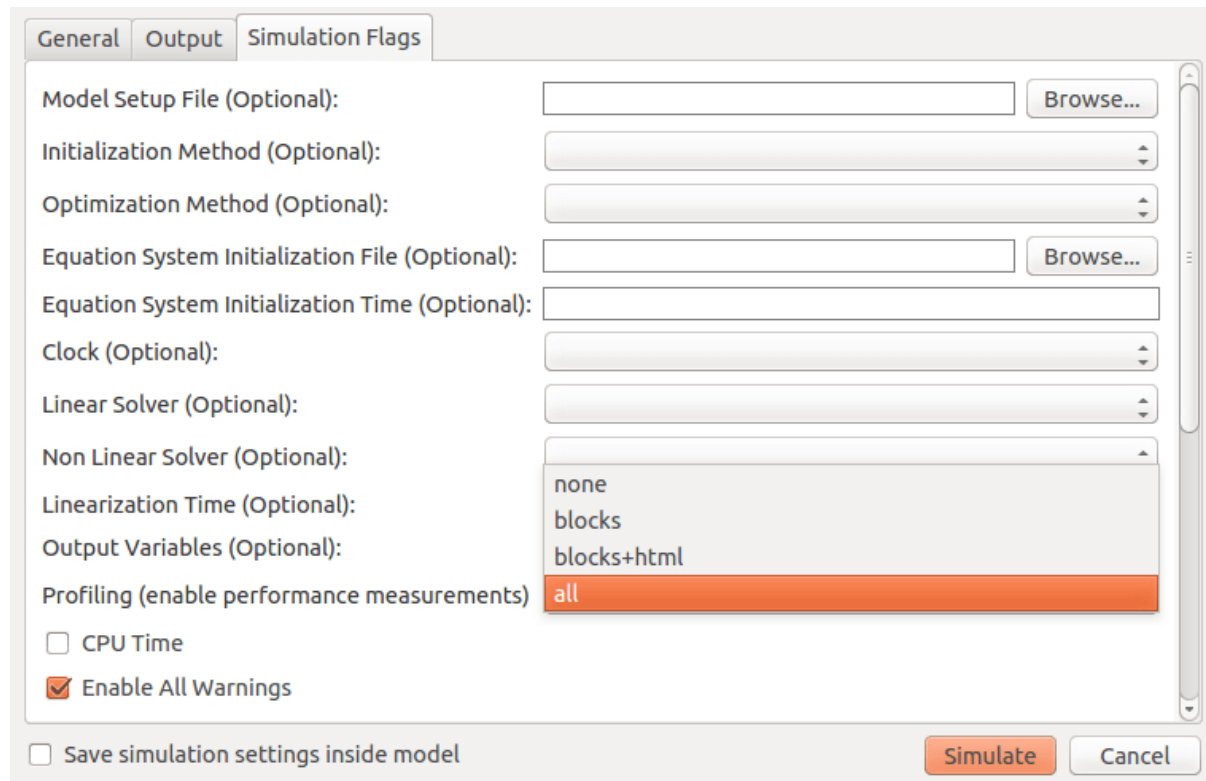 General Output Simulation Flags
Model Setup File (Optional): Browse...
Initialization Method (Optional):
Optimization Method (Optional):
Equation System Initialization File (Optional): Browse...
Equation System Initialization Time (Optional):
Clock (Optional):
Linear Solver (Optional):
Non Linear Solver (Optional):
none
Linearization Time (Optional):
blocks
Output Variables (Optional):
blocks+html
Profiling (enable performance measurements) all
CPU Time
Enable All Warnings
Save simulation settings inside model Simulate Cancel